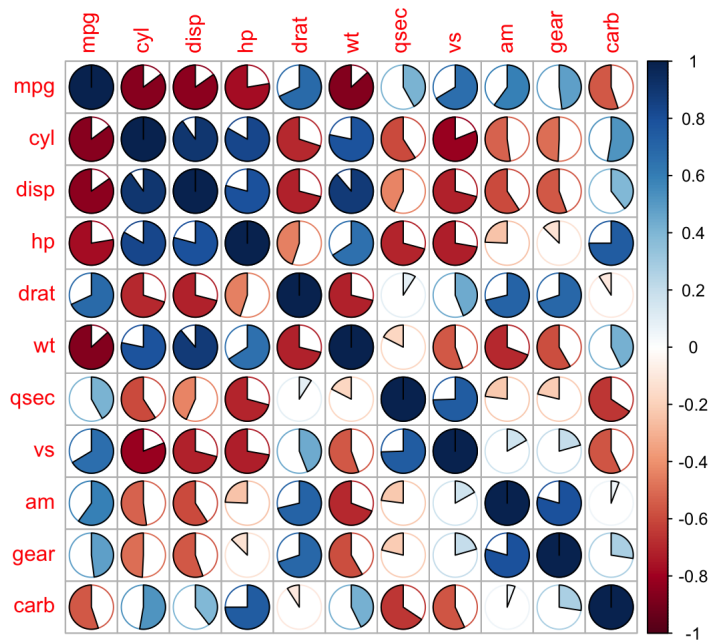 mpg cyl disp hp drat wt qsec vs am gear carb
mpg
cyl
disp
hp
drat
wt
qsec
vs
am
gear
carb
1
0.8
0.6
0.4
0.2
0
-0.2
-0.4
-0.6
-0.8
-1